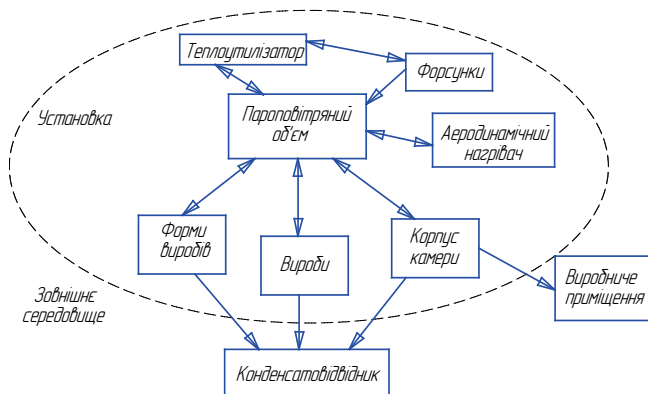 Теплоутилізатор
Форсунки
Установка
Пароповітряний
об'єм
Аеродинамічний
нагрівач
Форми
виробів
Вироби
Корпус
камери
Виробниче
приміщення
Зовнішнє
середовище
Конденсатовідвідник